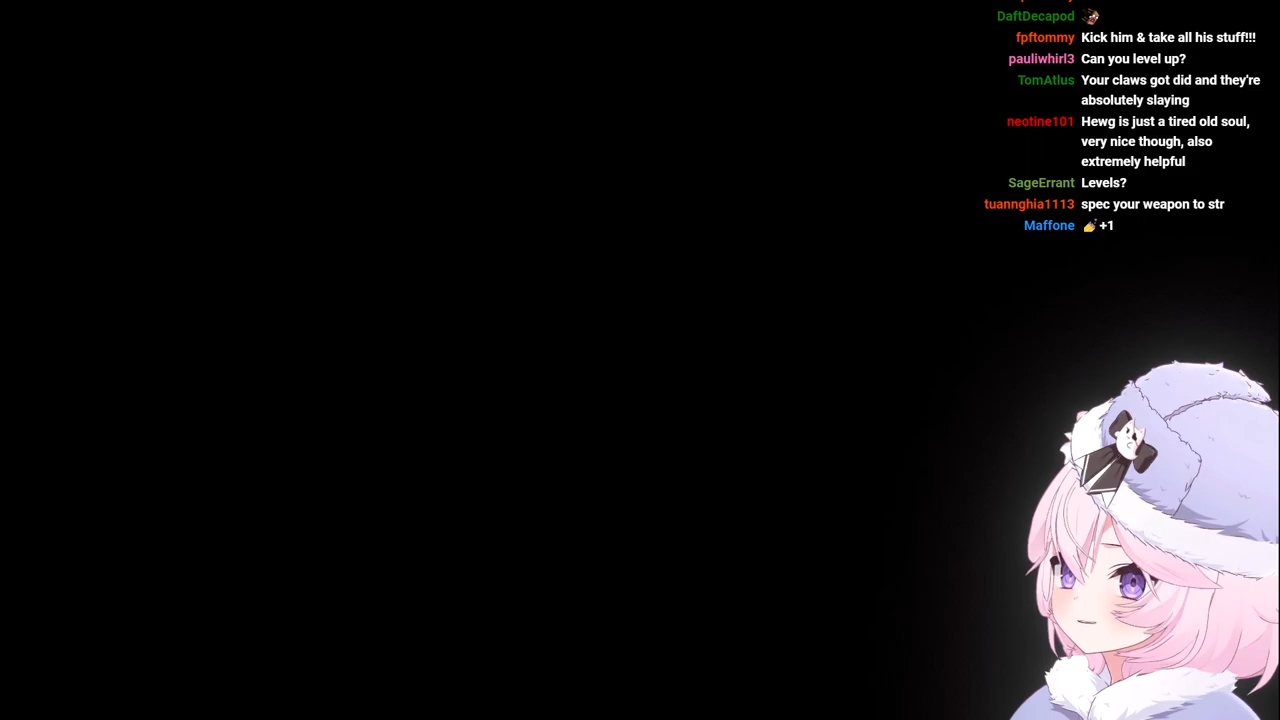 DaftDecapod
fpftommy Kick him & take all his stuff!!!
pauliwhirl3 Can you level up?
TomAtlus Your claws got did and they're
absolutely slaying
neotine101 Hewg is just a tired old soul,
very nice though, also
extremely helpful
SageErrant Levels?
tuannghia1113 spec your weapon to str
Maffone 💅 +1